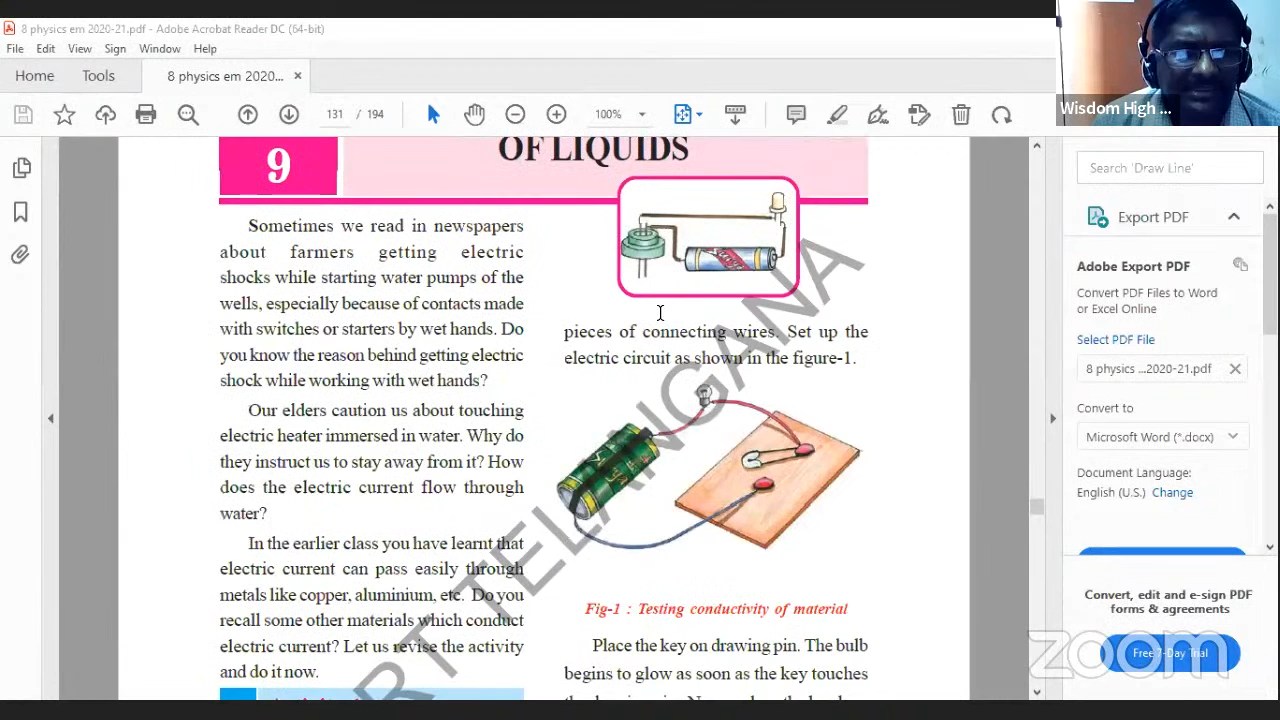 8 physics em 2020-21.pdf - Adobe Acrobat Reader DC (64-bit)
File Edit View Sign Window Help
Home Tools 8 physics em 2020... ×
131 / 194 100%
Wisdom High ...
9
OF LIQUIDS
Sometimes we read in newspapers
about farmers getting electric
shocks while starting water pumps of the
wells, especially because of contacts made
with switches or starters by wet hands. Do
you know the reason behind getting electric
shock while working with wet hands?
Our elders caution us about touching
electric heater immersed in water. Why do
they instruct us to stay away from it? How
does the electric current flow through
water?
In the earlier class you have learnt that
electric current can pass easily through
metals like copper, aluminium, etc. Do you
recall some other materials which conduct
electric current? Let us revise the activity
and do it now.
pieces of connecting wires. Set up the
electric circuit as shown in the figure-1.
Fig-1 : Testing conductivity of material
Place the key on drawing pin. The bulb
begins to glow as soon as the key touches
RT TELANGANA
Search 'Draw Line'
Export PDF
Adobe Export PDF
Convert PDF Files to Word
or Excel Online
Select PDF File
8 physics ...2020-21.pdf
Convert to
Microsoft Word (*.docx)
Document Language:
English (U.S.) Change
Convert, edit and e-sign PDF
forms & agreements
Free 7-Day Trial
zoom